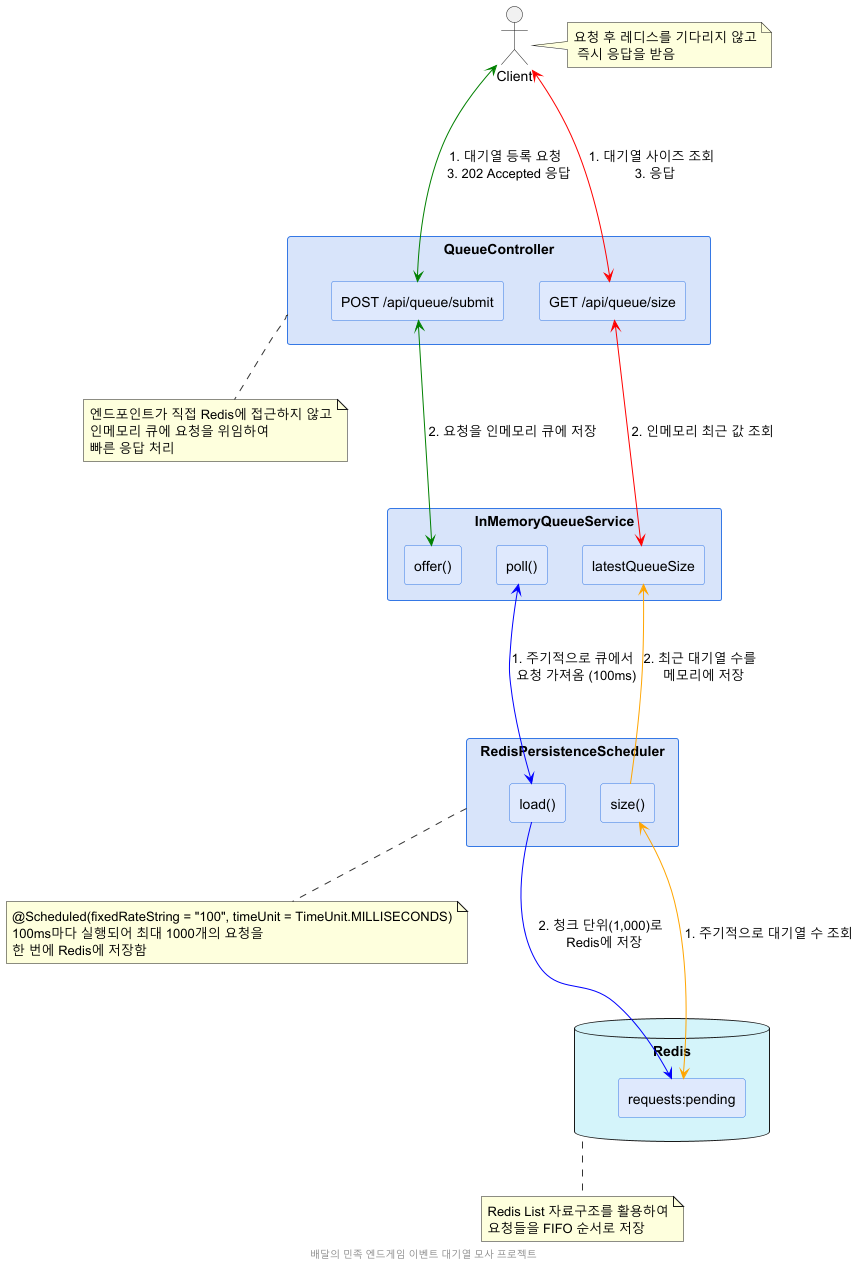 요청 후 레디스를 기다리지 않고
즉시 응답을 받음
Client
1. 대기열 등록 요청
3. 202 Accepted 응답
1. 대기열 사이즈 조회
3. 응답
QueueController
POST /api/queue/submit
GET /api/queue/size
엔드포인트가 직접 Redis에 접근하지 않고
인메모리 큐에 요청을 위임하여
빠른 응답 처리
2. 요청을 인메모리 큐에 저장
2. 인메모리 최근 값 조회
InMemoryQueueService
offer()
poll()
latestQueueSize
1. 주기적으로 큐에서
요청 가져옴 (100ms)
2. 최근 대기열 수를
메모리에 저장
RedisPersistenceScheduler
load()
size()
@Scheduled(fixedRateString = "100", timeUnit = TimeUnit.MILLISECONDS)
100ms마다 실행되어 최대 1000개의 요청을
한 번에 Redis에 저장함
2. 청크 단위(1,000)로
Redis에 저장
1. 주기적으로 대기열 수 조회
Redis
requests:pending
Redis List 자료구조를 활용하여
요청들을 FIFO 순서로 저장
배달의 민족 엔드게임 이벤트 대기열 모사 프로젝트